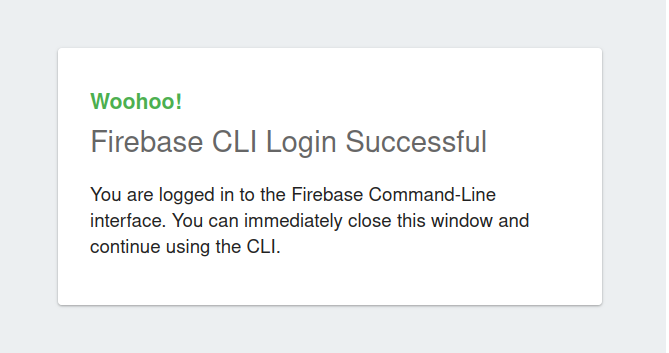 Woohoo!
Firebase CLI Login Successful
You are logged in to the Firebase Command-Line
interface. You can immediately close this window and
continue using the CLI.